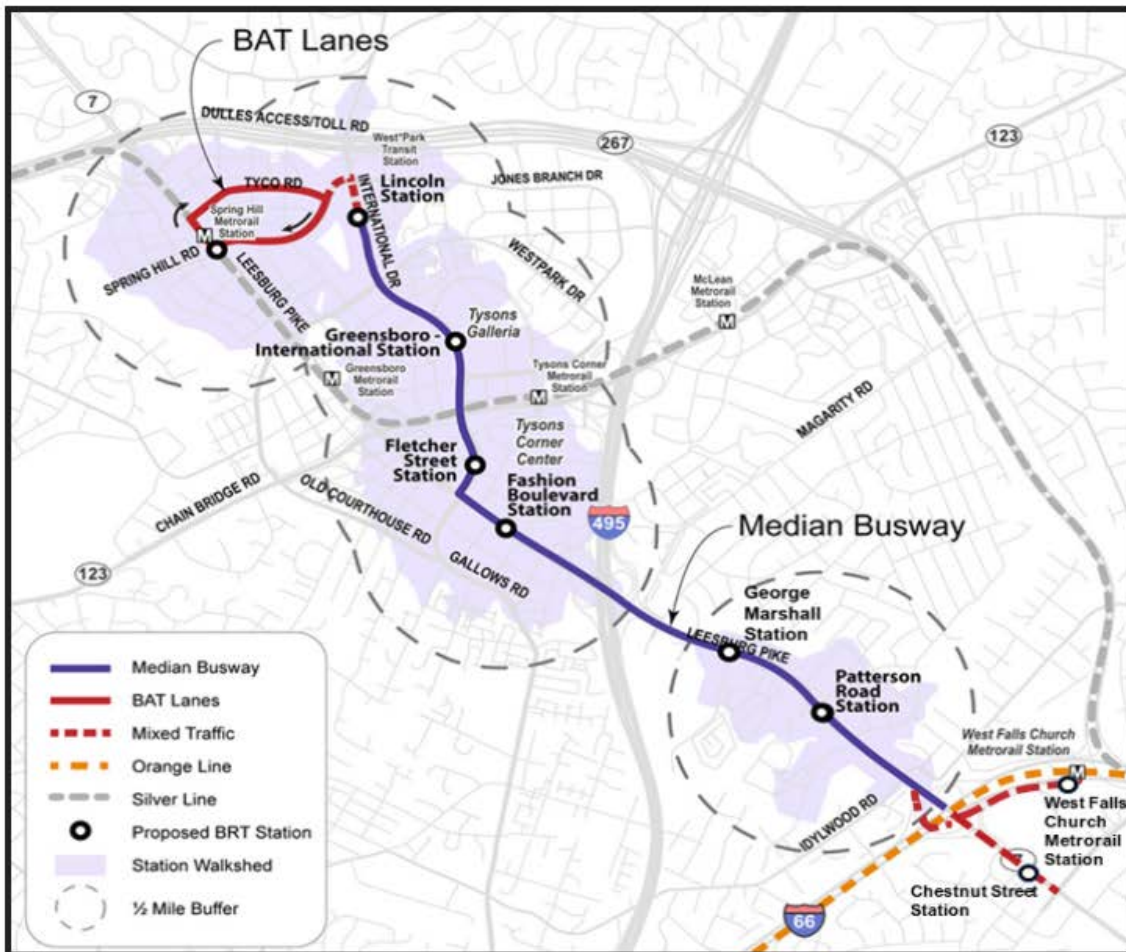 BAT Lanes
7
DULLES ACCESS/TOLL RD
West*Park
Transit
Station
267
123
TYCO RD
INTERNATIONAL DR
Lincoln
Station
JONES BRANCH DR
Spring Hill
Metrorail
Station
M
SPRING HILL RD
LEESBURG PIKE
WESTPARK DR
McLean
Metrorail
Station
M
Tysons
Galleria
Greensboro -
International Station
Greensboro
Metrorail
Station
M
Tysons Corner
Metrorail
Station
M
MAGARITY RD
Tysons
Corner
Center
Fletcher
Street
Station
Fashion
Boulevard
Station
CHAIN BRIDGE RD
OLD COURTHOUSE RD
495
Median Busway
GALLOWS RD
123
George
Marshall
Station
LEESBURG PIKE
Patterson
Road
Station
West Falls Church
Metrorail Station
M
IDYLWOOD RD
West Falls
Church
Metrorail
Station
7
Chestnut Street
Station
66
Median Busway
BAT Lanes
Mixed Traffic
Orange Line
Silver Line
Proposed BRT Station
Station Walkshed
½ Mile Buffer